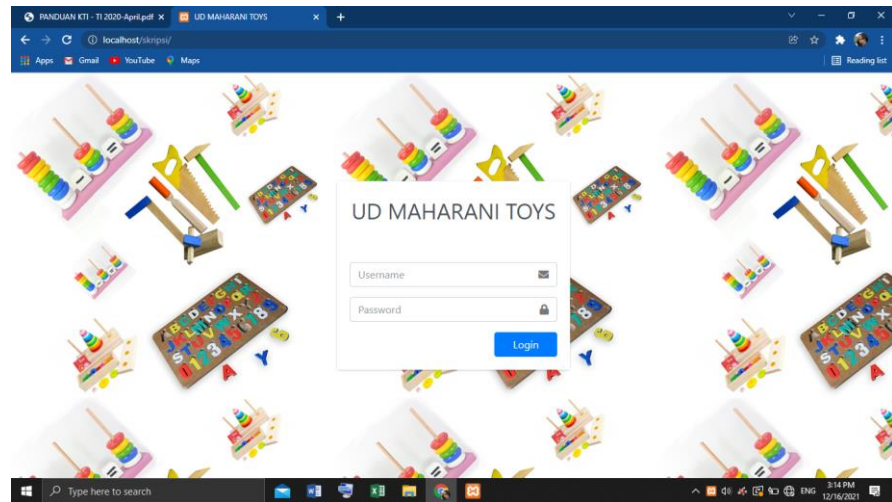 PANDUAN KTI - TI 2020-April.pdf
UD MAHARANI TOYS
localhost/skripsi/
Apps Gmail YouTube Maps Reading list
UD MAHARANI TOYS
Username
Password
Login
Type here to search
ENG
3:14 PM
12/16/2021